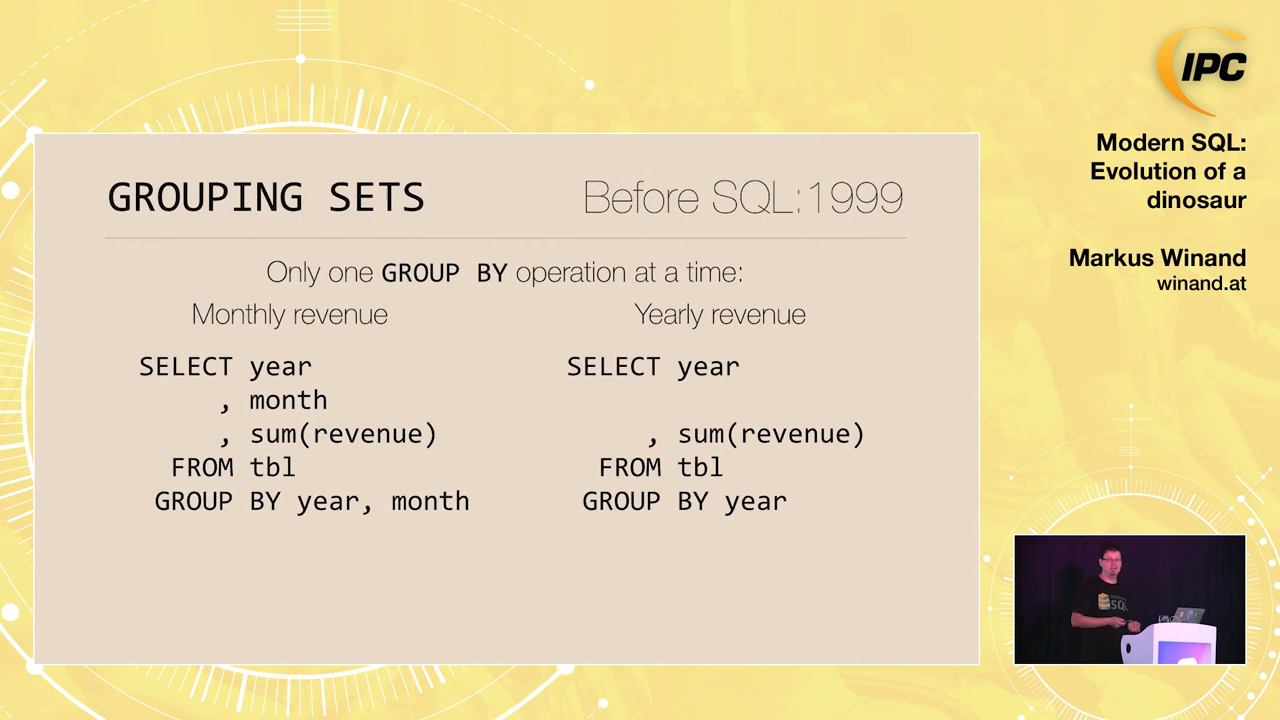 IPC
Modern SQL:
Evolution of a
dinosaur
Markus Winand
winand.at
GROUPING SETS
Before SQL:1999
Only one GROUP BY operation at a time:
Monthly revenue
SELECT year
, month
, sum(revenue)
FROM tbl
GROUP BY year, month
Yearly revenue
SELECT year
, sum(revenue)
FROM tbl
GROUP BY year
SQL